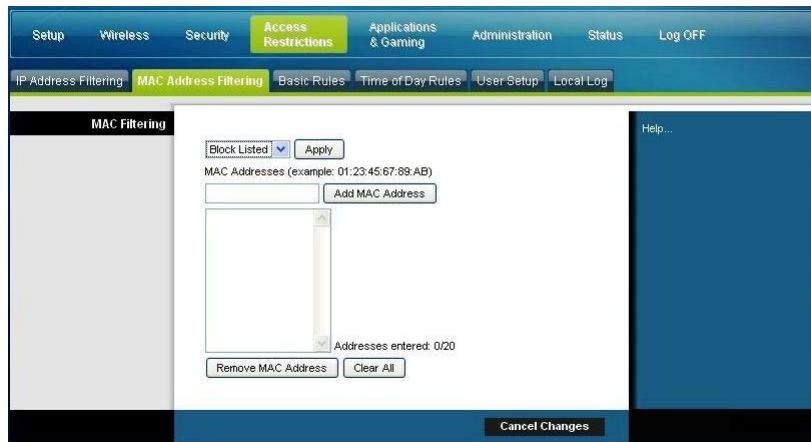 Setup Wireless Security Access Restrictions Applications & Gaming Administration Status Log OFF
IP Address Filtering MAC Address Filtering Basic Rules Time of Day Rules User Setup Local Log
MAC Filtering
Help...
Block Listed Apply
MAC Addresses (example: 01:23:45:67:89:AB)
Add MAC Address
Addresses entered: 0/20
Remove MAC Address Clear All
Cancel Changes